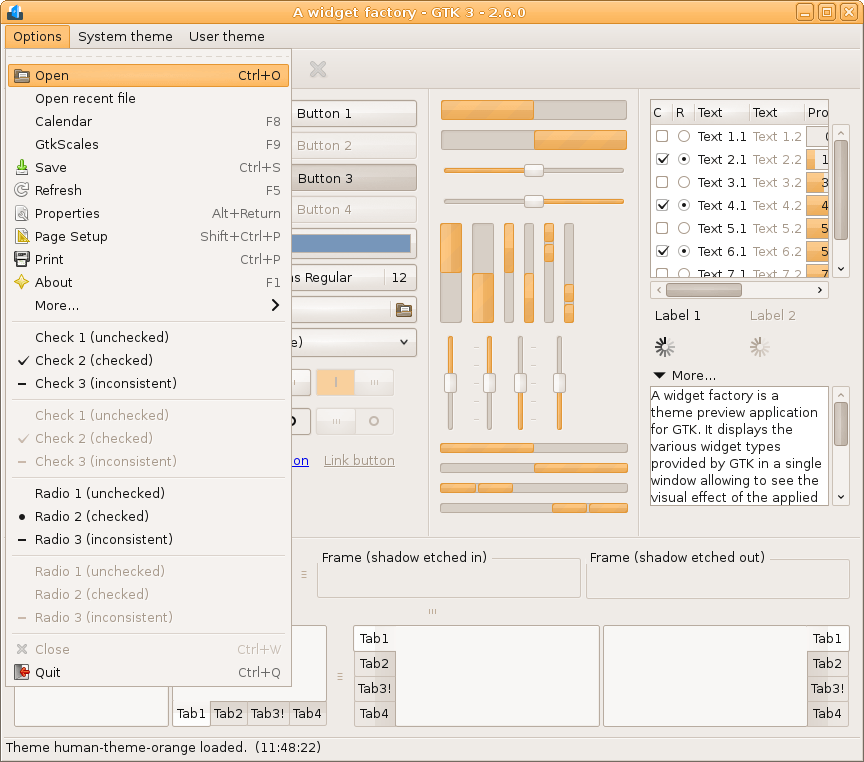 A widget factory - GTK 3 - 2.6.0
Options System theme User theme
Open Ctrl+O
Open recent file
Calendar F8
GtkScales F9
Save Ctrl+S
Refresh F5
Properties Alt+Return
Page Setup Shift+Ctrl+P
Print Ctrl+P
About F1
More...
Check 1 (unchecked)
Check 2 (checked)
Check 3 (inconsistent)
Check 1 (unchecked)
Check 2 (checked)
Check 3 (inconsistent)
Radio 1 (unchecked)
Radio 2 (checked)
Radio 3 (inconsistent)
Radio 1 (unchecked)
Radio 2 (checked)
Radio 3 (inconsistent)
Close Ctrl+W
Quit Ctrl+Q
Button 1
Button 2
Button 3
Button 4
s Regular 12
e)
on Link button
C R Text Text Pro
Text 1.1 Text 1.2
Text 2.1 Text 2.2 1
Text 3.1 Text 3.2 3
Text 4.1 Text 4.2 4
Text 5.1 Text 5.2 5
Text 6.1 Text 6.2 5
Text 7.1 Text 7.2 7
Label 1 Label 2
More...
A widget factory is a
theme preview application
for GTK. It displays the
various widget types
provided by GTK in a single
window allowing to see the
visual effect of the applied
Frame (shadow etched in) Frame (shadow etched out)
Tab1 Tab2 Tab3! Tab4
Tab1
Tab2
Tab3!
Tab4
Tab1
Tab2
Tab3!
Tab4
Theme human-theme-orange loaded. (11:48:22)